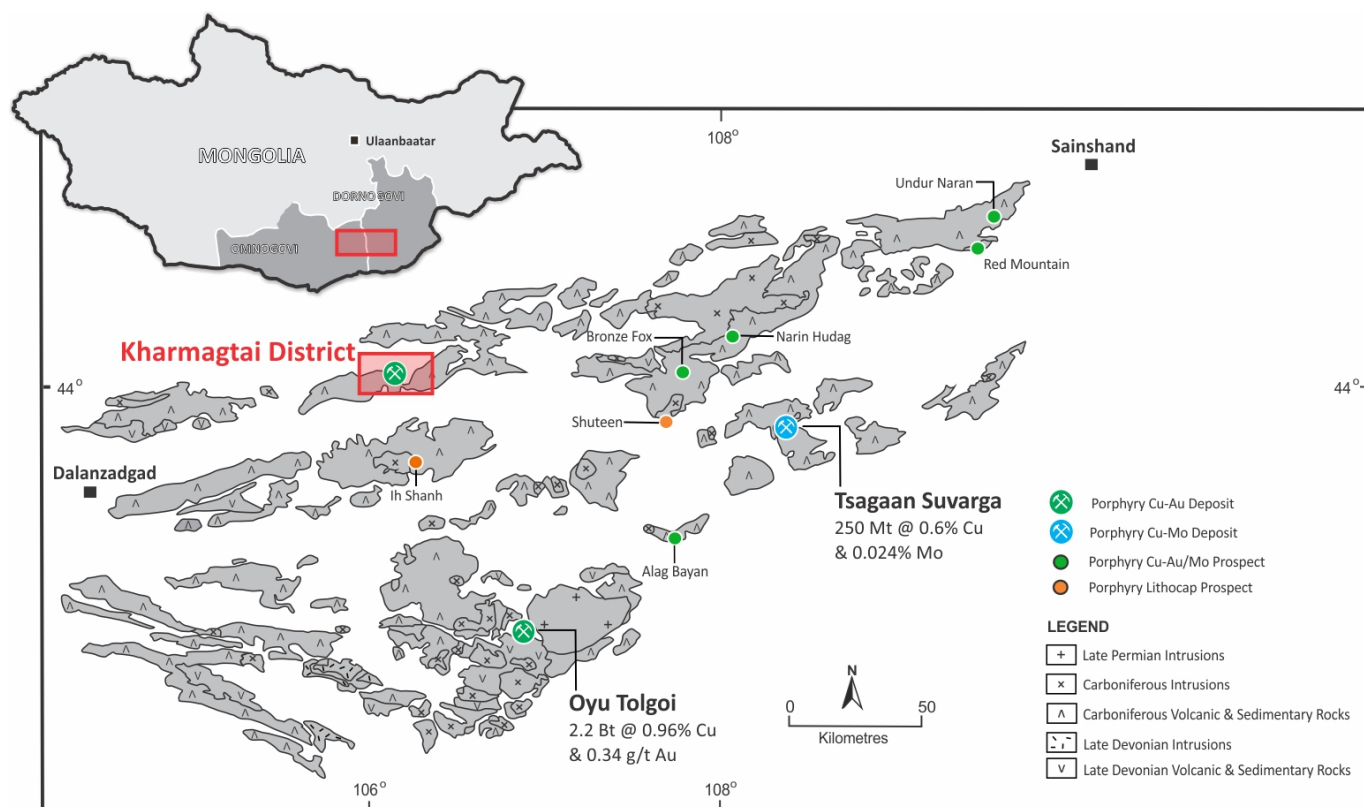 Ulaanbaatar
MONGOLIA
DORNOGOVI
OMNOGOVI
108°
Sainshand
Undur Naran
Red Mountain
Bronze Fox
Narin Hudag
Kharmagtai District
44°
44°
Shuteen
Dalanzadgad
Ih Shanh
Tsagaan Suvarga
250 Mt @ 0.6% Cu
& 0.024% Mo
Alag Bayan
Oyu Tolgoi
2.2 Bt @ 0.96% Cu
& 0.34 g/t Au
Porphyry Cu-Au Deposit
Porphyry Cu-Mo Deposit
Porphyry Cu-Au/Mo Prospect
Porphyry Lithocap Prospect
LEGEND
Late Permian Intrusions
Carboniferous Intrusions
Carboniferous Volcanic & Sedimentary Rocks
Late Devonian Intrusions
Late Devonian Volcanic & Sedimentary Rocks
N
0 50
Kilometres
106°
108°